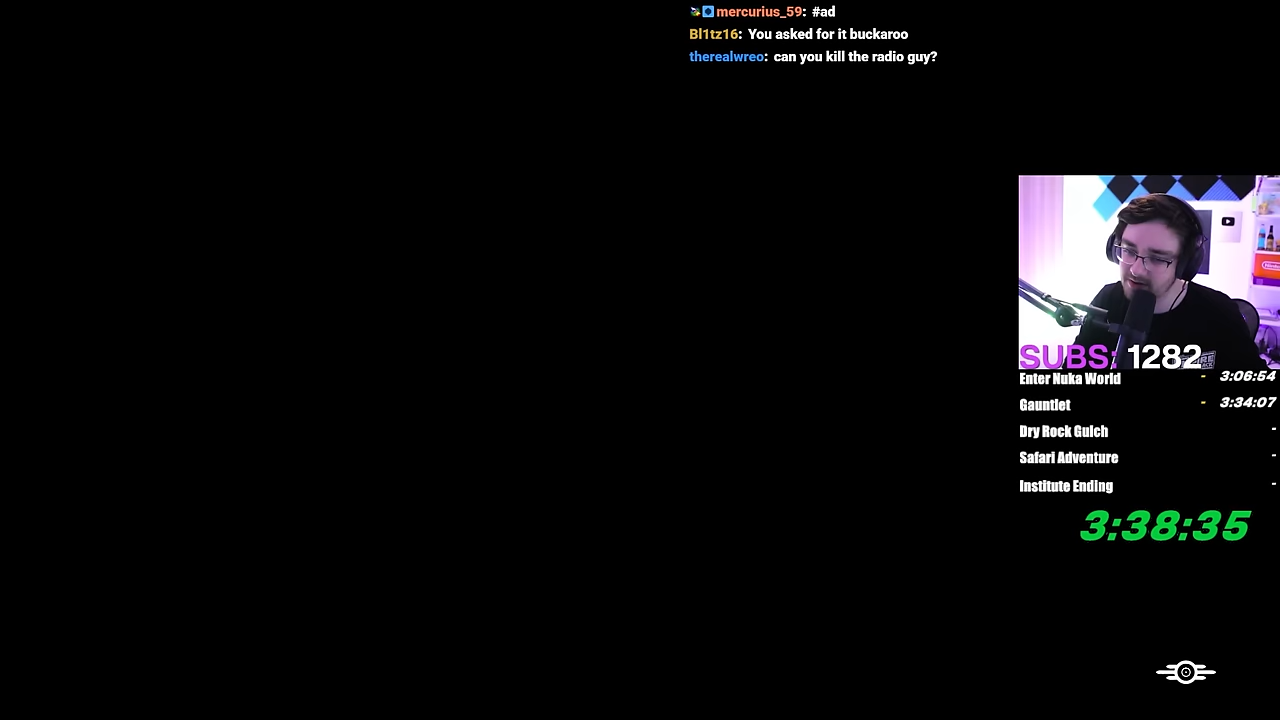 mercurius_59: #ad
Bl1tz16: You asked for it buckaroo
therealwreo: can you kill the radio guy?
SUBS: 1282
Enter Nuka World - 3:06:54
Gauntlet - 3:34:07
Dry Rock Gulch -
Safari Adventure -
Institute Ending -
3:38:35